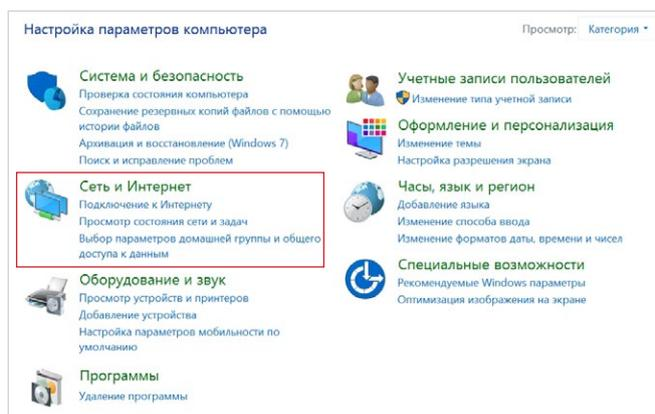 Настройка параметров компьютера
Просмотр: Категория
Система и безопасность
Проверка состояния компьютера
Сохранение резервных копий файлов с помощью
истории файлов
Архивация и восстановление (Windows 7)
Поиск и исправление проблем
Сеть и Интернет
Подключение к Интернету
Просмотр состояния сети и задач
Выбор параметров домашней группы и общего
доступа к данным
Оборудование и звук
Просмотр устройств и принтеров
Добавление устройства
Настройка параметров мобильности по
умолчанию
Программы
Удаление программы
Учетные записи пользователей
Изменение типа учетной записи
Оформление и персонализация
Изменение темы
Настройка разрешения экрана
Часы, язык и регион
Добавление языка
Изменение способа ввода
Изменение форматов даты, времени и чисел
Специальные возможности
Рекомендуемые Windows параметры
Оптимизация изображения на экране